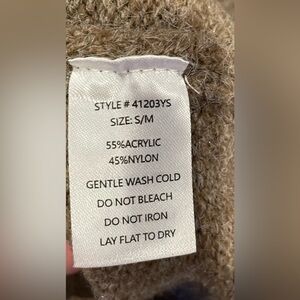 STYLE # 41203YS
SIZE: S/M
55%ACRYLIC
45%NYLON
GENTLE WASH COLD
DO NOT BLEACH
DO NOT IRON
LAY FLAT TO DRY